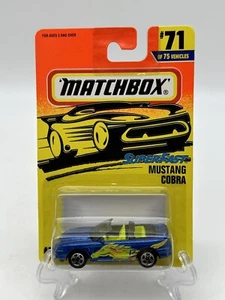 FOR AGES 3 AND OVER
#71
OF 75 VEHICLES
MATCHBOX®
SUPERFAST
MUSTANG
COBRA